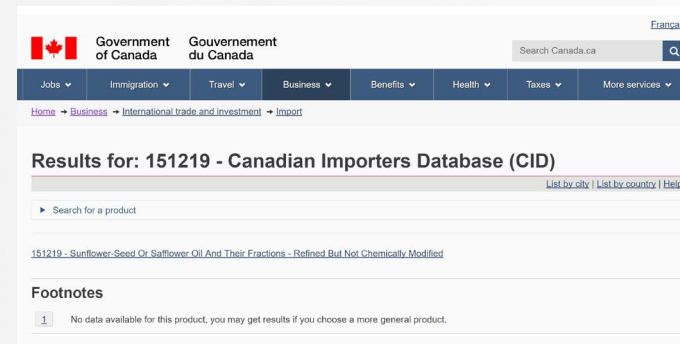 Françai
Government of Canada
Gouvernement du Canada
Search Canada.ca
Jobs Immigration Travel Business Benefits Health Taxes More services
Home → Business → International trade and investment → Import
Results for: 151219 - Canadian Importers Database (CID)
List by city | List by country | Help
Search for a product
151219 - Sunflower-Seed Or Safflower Oil And Their Fractions - Refined But Not Chemically Modified
Footnotes
1 No data available for this product, you may get results if you choose a more general product.